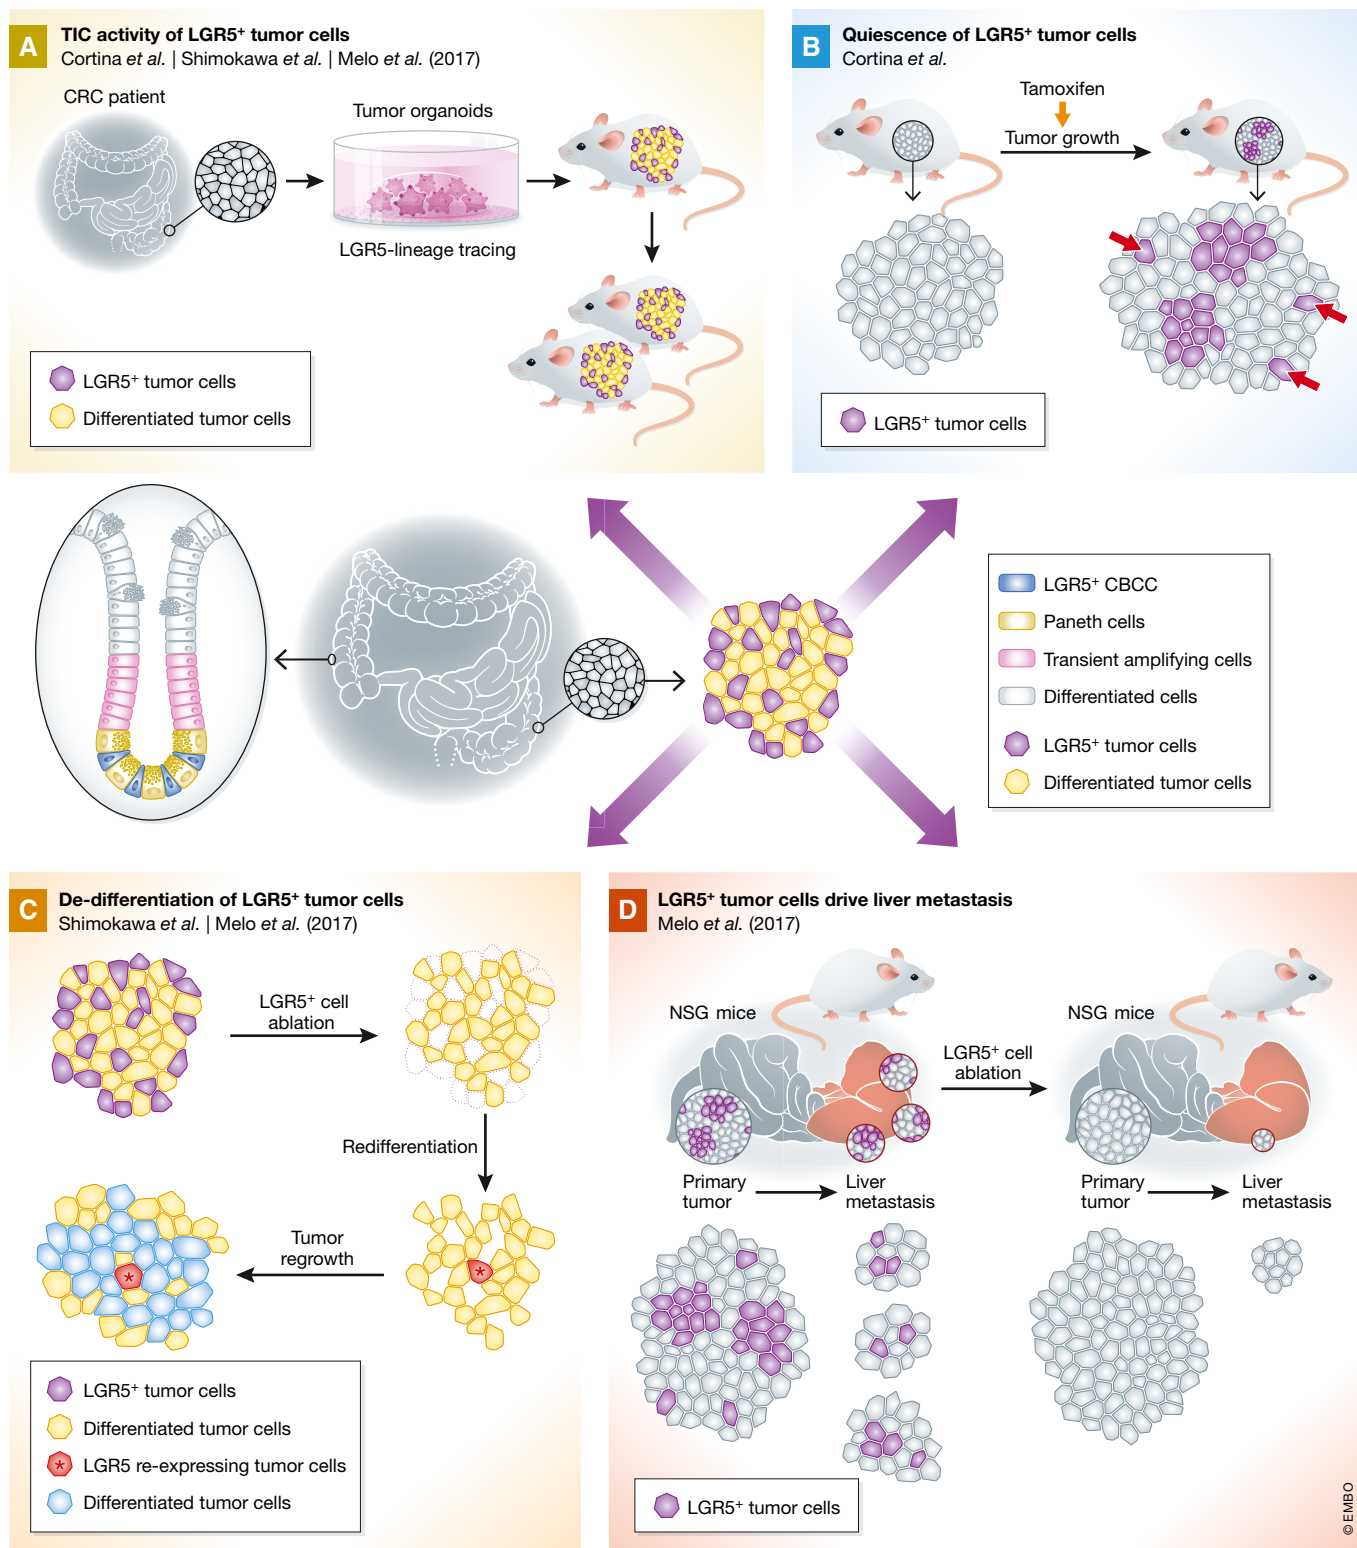 A
TIC activity of LGR5⁺ tumor cells
Cortina et al. | Shimokawa et al. | Melo et al. (2017)
CRC patient
Tumor organoids
LGR5-lineage tracing
LGR5⁺ tumor cells
Differentiated tumor cells
B
Quiescence of LGR5⁺ tumor cells
Cortina et al.
Tamoxifen
Tumor growth
LGR5⁺ tumor cells
LGR5⁺ CBCC
Paneth cells
Transient amplifying cells
Differentiated cells
LGR5⁺ tumor cells
Differentiated tumor cells
C
De-differentiation of LGR5⁺ tumor cells
Shimokawa et al. | Melo et al. (2017)
LGR5⁺ cell
ablation
Redifferentiation
Tumor
regrowth
*
*
LGR5⁺ tumor cells
Differentiated tumor cells
* LGR5 re-expressing tumor cells
Differentiated tumor cells
D
LGR5⁺ tumor cells drive liver metastasis
Melo et al. (2017)
NSG mice
LGR5⁺ cell
ablation
NSG mice
Primary
tumor
Liver
metastasis
Primary
tumor
Liver
metastasis
LGR5⁺ tumor cells
© EMBO